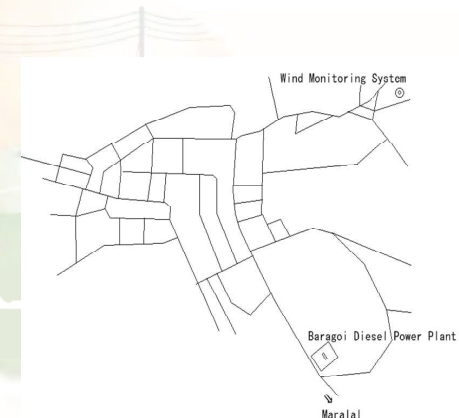 Wind Monitoring System
Baragoi Diesel Power Plant
Maralal